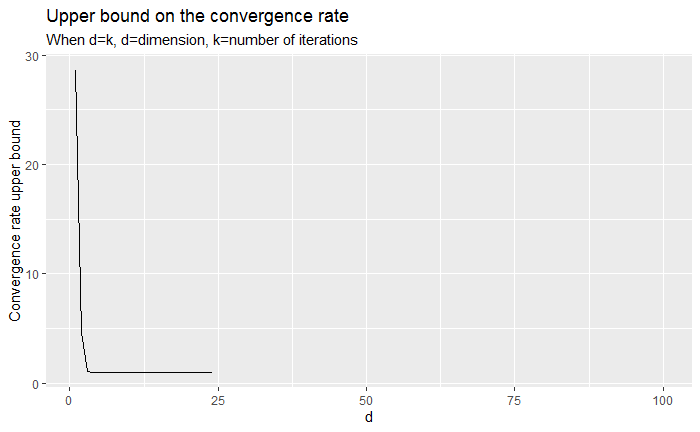 Upper bound on the convergence rate
When d=k, d=dimension, k=number of iterations
Convergence rate upper bound
30
20
10
0
0
25
50
75
100
d